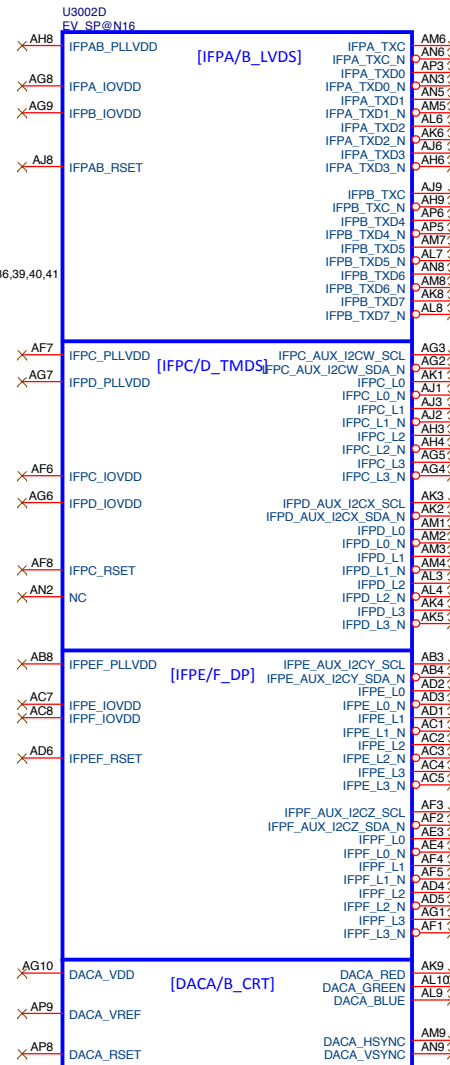 U3002D
EV_SP@N16
[IFPA/B_LVDS]
AH8 IFPAB_PLLVDD IFPA_TXC AM6
IFPA_TXC_N AN6
IFPA_TXD0 AP3
AG8 IFPA_IOVDD IFPA_TXD0_N AN3
IFPA_TXD1 AN5
AG9 IFPB_IOVDD IFPA_TXD1_N AM5
IFPA_TXD2 AL6
IFPA_TXD2_N AK6
IFPA_TXD3 AJ6
AJ8 IFPAB_RSET IFPA_TXD3_N AH6
IFPB_TXC AJ9
IFPB_TXC_N AH9
IFPB_TXD4 AP6
IFPB_TXD4_N AP5
IFPB_TXD5 AM7
IFPB_TXD5_N AL7
36,39,40,41 IFPB_TXD6 AN8
IFPB_TXD6_N AM8
IFPB_TXD7 AK8
IFPB_TXD7_N AL8
[IFPC/D_TMDS]
AF7 IFPC_PLLVDD IFPC_AUX_I2CW_SCL AG3
IFPC_AUX_I2CW_SDA_N AG2
AG7 IFPD_PLLVDD IFPC_L0 AK1
IFPC_L0_N AJ1
IFPC_L1 AJ3
IFPC_L1_N AJ2
IFPC_L2 AH3
IFPC_L2_N AH4
IFPC_L3 AG5
AF6 IFPC_IOVDD IFPC_L3_N AG4
AG6 IFPD_IOVDD IFPD_AUX_I2CX_SCL AK3
IFPD_AUX_I2CX_SDA_N AK2
IFPD_L0 AM1
IFPD_L0_N AM2
IFPD_L1 AM3
AF8 IFPC_RSET IFPD_L1_N AM4
IFPD_L2 AL3
AN2 NC IFPD_L2_N AL4
IFPD_L3 AK4
IFPD_L3_N AK5
[IFPE/F_DP]
AB8 IFPEF_PLLVDD IFPE_AUX_I2CY_SCL AB3
IFPE_AUX_I2CY_SDA_N AB4
IFPE_L0 AD2
AC7 IFPE_IOVDD IFPE_L0_N AD3
AC8 IFPF_IOVDD IFPE_L1 AD1
IFPE_L1_N AC1
IFPE_L2 AC2
AD6 IFPEF_RSET IFPE_L2_N AC3
IFPE_L3 AC4
IFPE_L3_N AC5
IFPF_AUX_I2CZ_SCL AF3
IFPF_AUX_I2CZ_SDA_N AF2
IFPF_L0 AE3
IFPF_L0_N AE4
IFPF_L1 AF4
IFPF_L1_N AF5
IFPF_L2 AD4
IFPF_L2_N AD5
IFPF_L3 AG1
IFPF_L3_N AF1
[DACA/B_CRT]
AG10 DACA_VDD DACA_RED AK9
DACA_GREEN AL10
DACA_BLUE AL9
AP9 DACA_VREF
DACA_HSYNC AM9
AP8 DACA_RSET DACA_VSYNC AN9